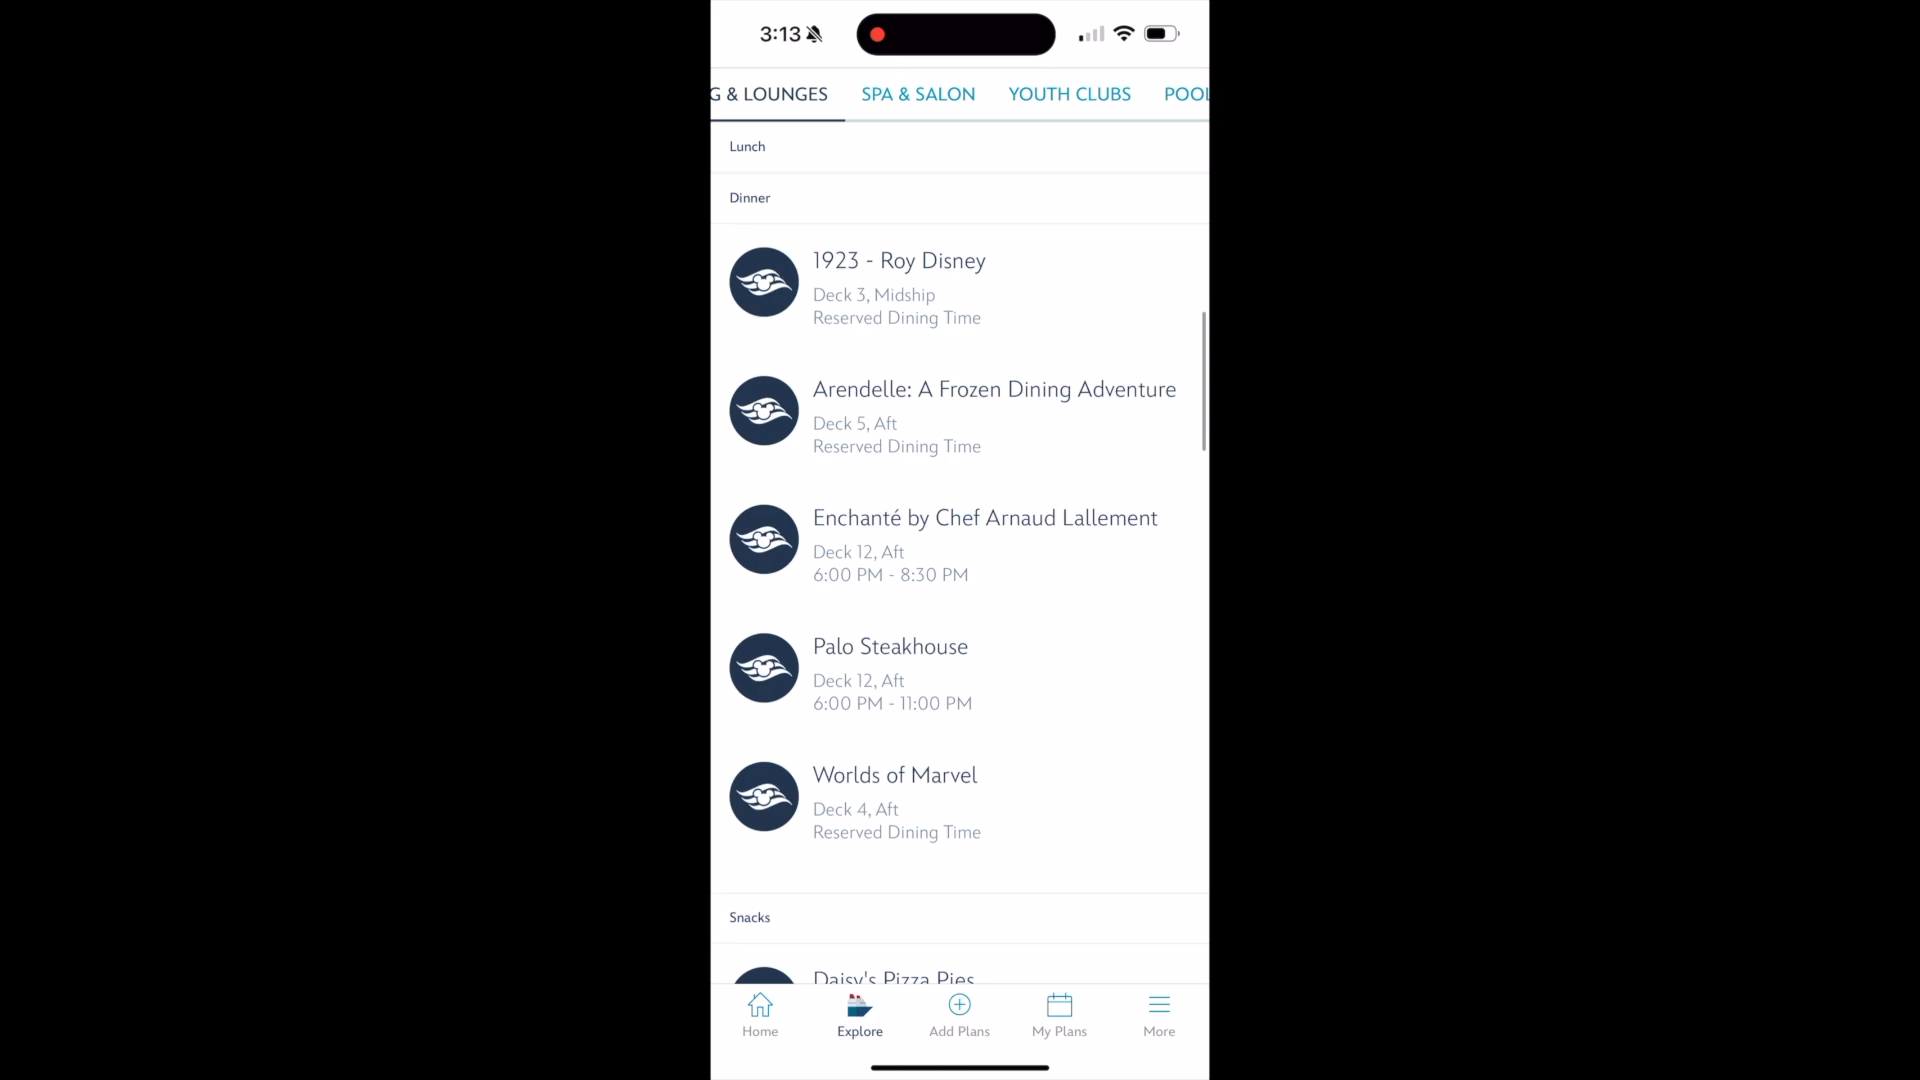 3:13
G & LOUNGES SPA & SALON YOUTH CLUBS POOL
Lunch
Dinner
1923 - Roy Disney
Deck 3, Midship
Reserved Dining Time
Arendelle: A Frozen Dining Adventure
Deck 5, Aft
Reserved Dining Time
Enchanté by Chef Arnaud Lallement
Deck 12, Aft
6:00 PM - 8:30 PM
Palo Steakhouse
Deck 12, Aft
6:00 PM - 11:00 PM
Worlds of Marvel
Deck 4, Aft
Reserved Dining Time
Snacks
Daisy's Pizza Pies
Home Explore Add Plans My Plans More